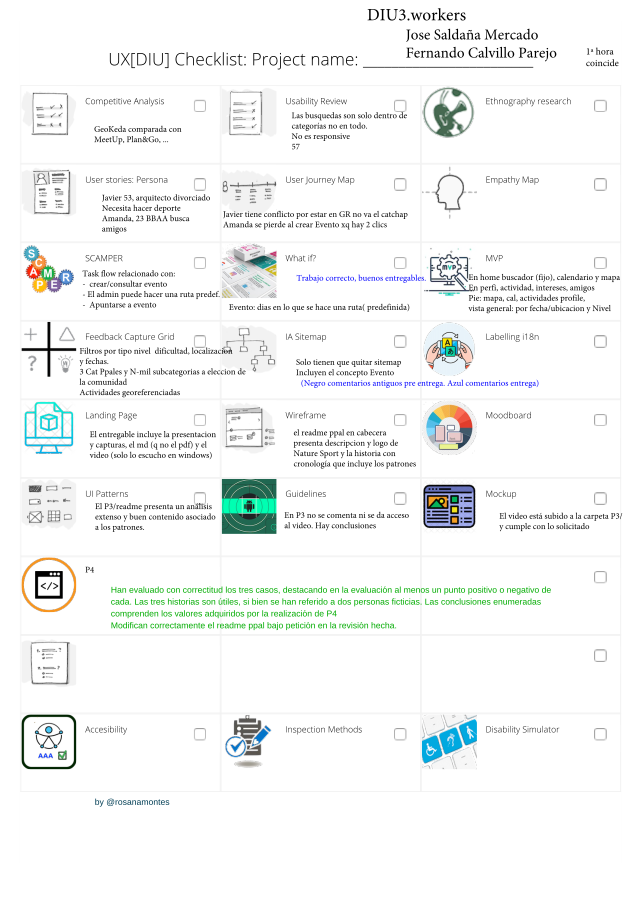 DIU3.workers
Jose Saldaña Mercado
Fernando Calvillo Parejo
UX[DIU] Checklist: Project name:
1ª hora
coincide
Competitive Analysis
GeoKeda comparada con
MeetUp, Plan&Go, ...
Usability Review
Las busquedas son solo dentro de
categorías no en todo.
No es responsive
57
Ethnography research
User stories: Persona
Javier 53, arquitecto divorciado
Necesita hacer deporte
Amanda, 23 BBAA busca
amigos
User Journey Map
Javier tiene conflicto por estar en GR no va el catchap
Amanda se pierde al crear Evento xq hay 2 clics
Empathy Map
SCAMPER
SCAMPER
Task flow relacionado con:
- crear/consultar evento
- El admin puede hacer una ruta predef.
- Apuntarse a evento
What if?
Trabajo correcto, buenos entregables.
Evento: dias en lo que se hace una ruta( predefinida)
MVP
MVP
En home buscador (fijo), calendario y mapa
En perfi, actividad, intereses, amigos
Pie: mapa, cal, actividades profile,
vista general: por fecha/ubicacion y Nivel
Feedback Capture Grid
Filtros por tipo nivel dificultad, localización
y fechas.
3 Cat Ppales y N-mil subcategorias a eleccion de
la comunidad
Actividades georeferenciadas
IA Sitemap
Solo tienen que quitar sitemap
Incluyen el concepto Evento
(Negro comentarios antiguos pre entrega. Azul comentarios entrega)
Labelling i18n
Landing Page
El entregable incluye la presentacion
y capturas, el md (q no el pdf) y el
video (solo lo escucho en windows)
Wireframe
el readme ppal en cabecera
presenta descripcion y logo de
Nature Sport y la historia con
cronologia que incluye los patrones
Moodboard
UI Patterns
El P3/readme presenta un análisis
extenso y buen contenido asociado
a los patrones.
Guidelines
En P3 no se comenta ni se da acceso
al video. Hay conclusiones
Mockup
El video está subido a la carpeta P3/
y cumple con lo solicitado
P4
Han evaluado con correctitud los tres casos, destacando en la evaluación al menos un punto positivo o negativo de
cada. Las tres historias son útiles, si bien se han referido a dos personas ficticias. Las conclusiones enumeradas
comprenden los valores adquiridos por la realización de P4
Modifican correctamente el readme ppal bajo petición en la revisión hecha.
Accesibility
AAA
Inspection Methods
Disability Simulator
by @rosanamontes